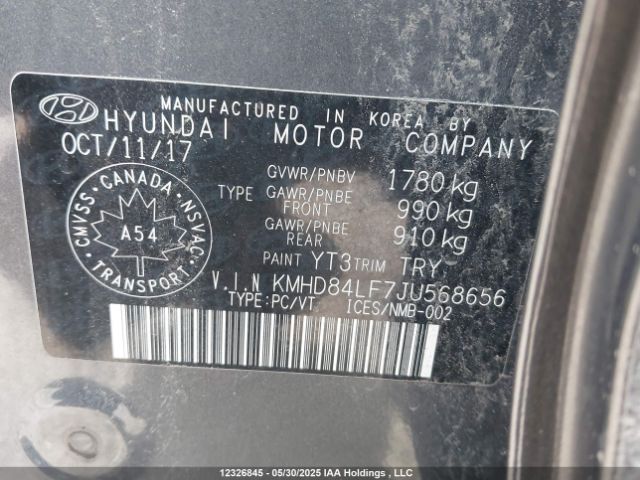 MANUFACTURED IN KOREA BY
HYUNDAI MOTOR COMPANY
OCT/11/17
GVWR/PNBV 1780 kg
TYPE GAWR/PNBE FRONT 990 kg
GAWR/PNBE REAR 910 kg
PAINT YT3 TRIM TRY
V.I.N KMHD84LF7JU568656
TYPE:PC/VT ICES/NMB-002
CANADA
CMVSS NSVAC
A54
TRANSPORT
12326845 - 05/30/2025 IAA Holdings , LLC